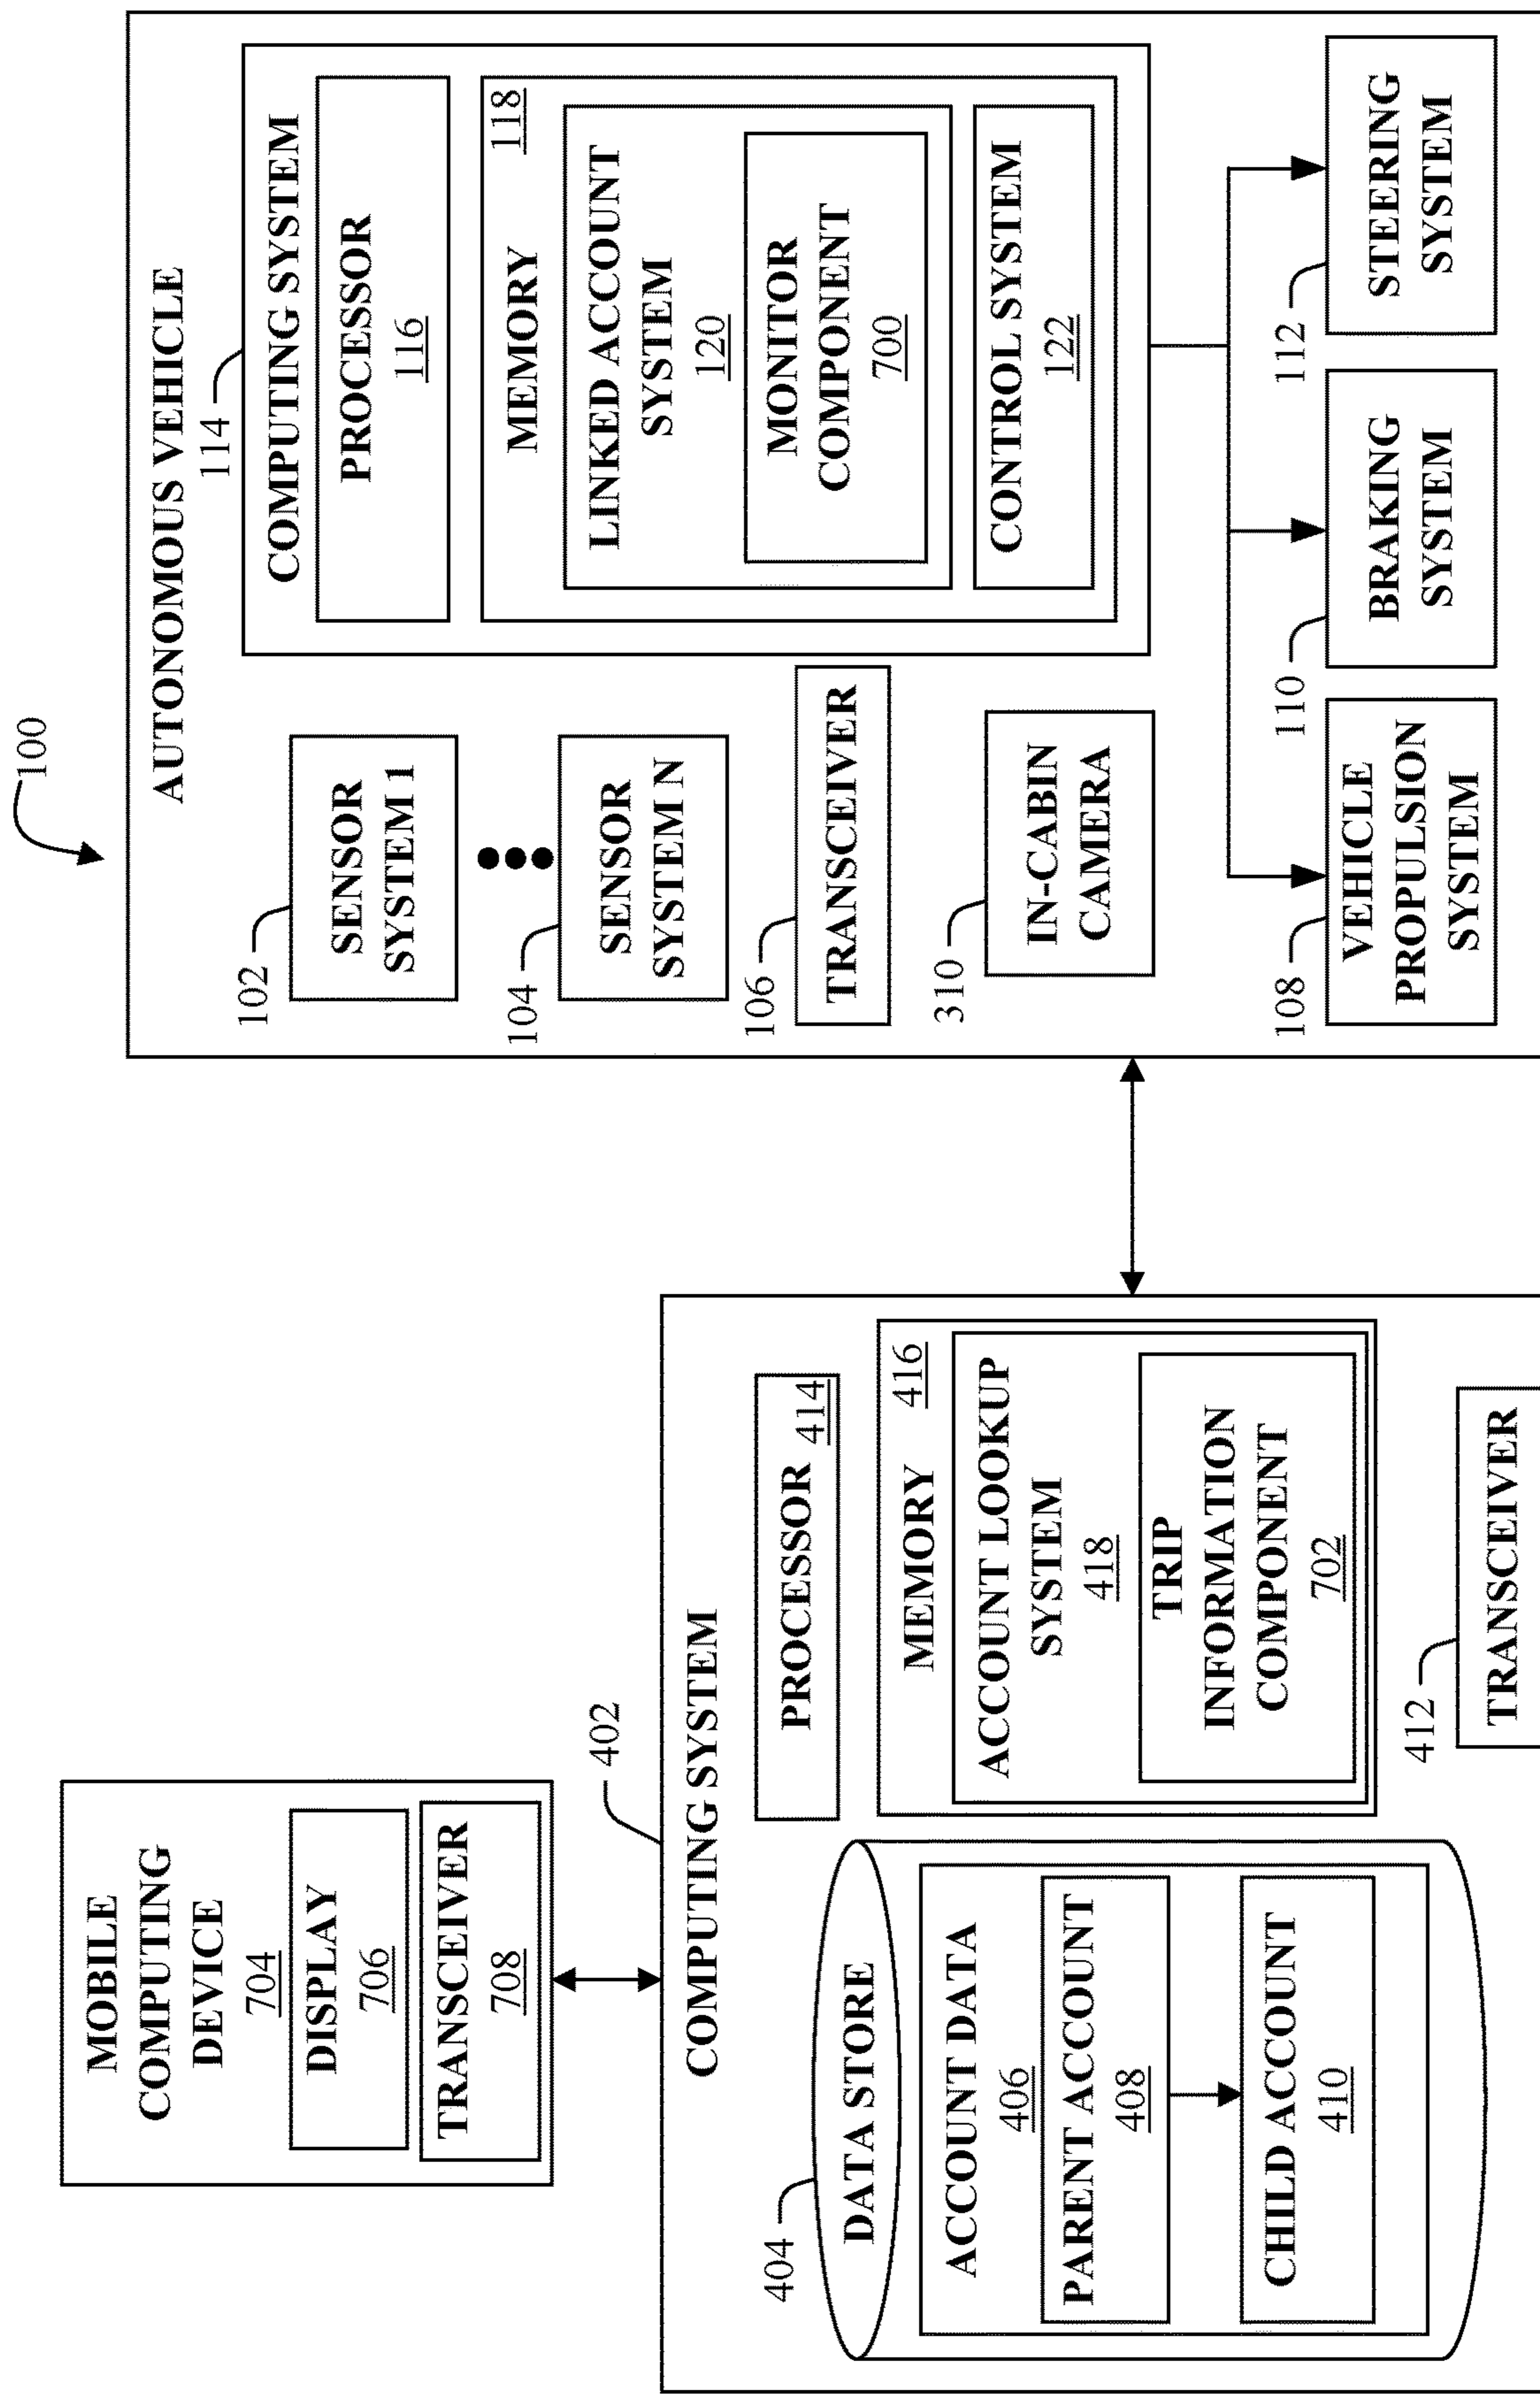 100
AUTONOMOUS VEHICLE
114
COMPUTING SYSTEM
PROCESSOR
116
MEMORY
118
LINKED ACCOUNT
SYSTEM
120
MONITOR
COMPONENT
700
CONTROL SYSTEM
122
102
SENSOR
SYSTEM 1
104
SENSOR
SYSTEM N
106
TRANSCEIVER
310
IN-CABIN
CAMERA
108
VEHICLE
PROPULSION
SYSTEM
110
BRAKING
SYSTEM
112
STEERING
SYSTEM
MOBILE
COMPUTING
DEVICE
704
DISPLAY
706
TRANSCEIVER
708
402
COMPUTING SYSTEM
404
DATA STORE
ACCOUNT DATA
406
PARENT ACCOUNT
408
CHILD ACCOUNT
410
PROCESSOR
414
MEMORY
416
ACCOUNT LOOKUP
SYSTEM
418
TRIP
INFORMATION
COMPONENT
702
412
TRANSCEIVER